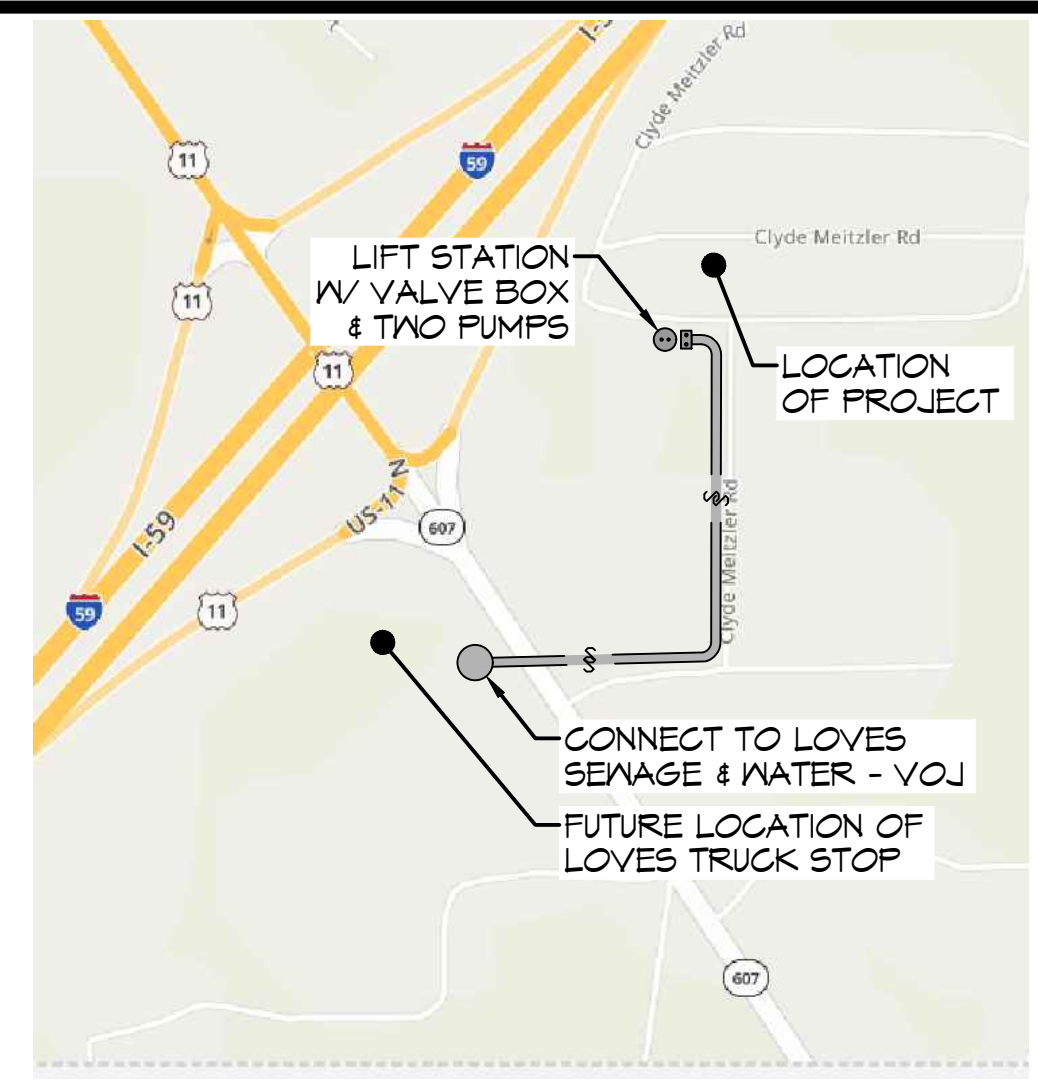 I-5
Clyde Meitzler Rd
11
59
Clyde Meitzler Rd
LIFT STATION
W/ VALVE BOX
& TWO PUMPS
11
11
LOCATION
OF PROJECT
US-11 N
607
I-59
Clyde Meitzler Rd
59
11
CONNECT TO LOVES
SEWAGE & WATER - VOJ
FUTURE LOCATION OF
LOVES TRUCK STOP
607